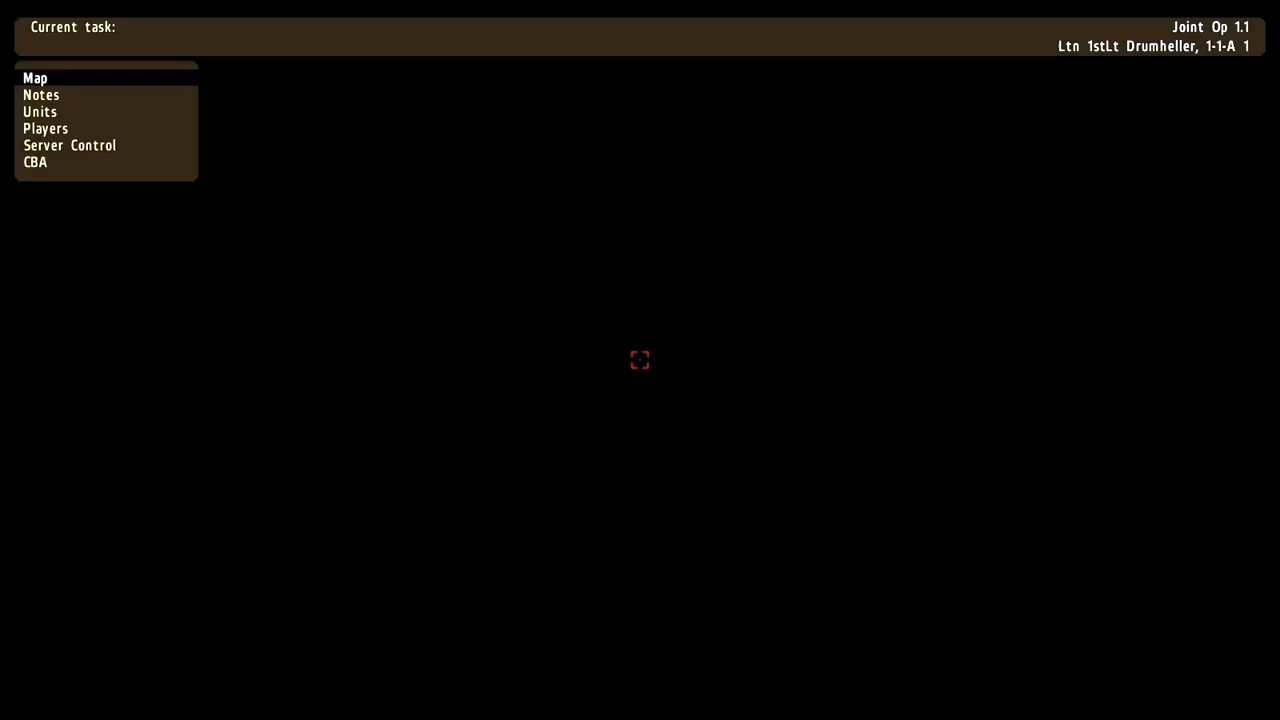 Current task:
Joint Op 1.1
Ltn 1stLt Drumheller, 1-1-A 1
Map
Notes
Units
Players
Server Control
CBA